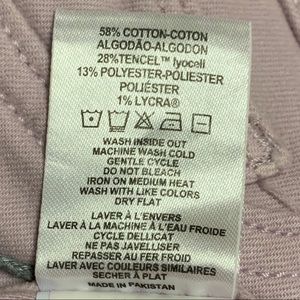 58% COTTON-COTON
ALGODÃO-ALGODON
28%TENCEL™ lyocell
13% POLYESTER-POLIESTER
POLIÉSTER
1% LYCRA®
WASH INSIDE OUT
MACHINE WASH COLD
GENTLE CYCLE
DO NOT BLEACH
IRON ON MEDIUM HEAT
WASH WITH LIKE COLORS
DRY FLAT
LAVER À L'ENVERS
LAVER À LA MACHINE À L'EAU FROIDE
CYCLE DÉLICAT
NE PAS JAVELLISER
REPASSER AU FER FROID
LAVER AVEC COULEURS SIMILAIRES
SÉCHER À PLAT
MADE IN PAKISTAN